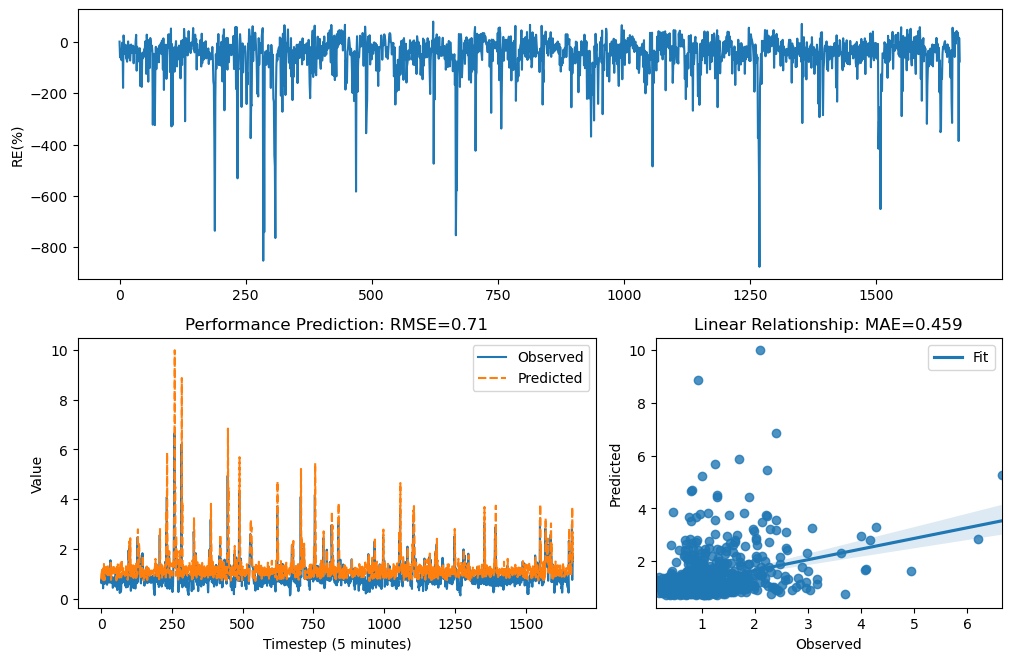 0
−200
−400
−600
−800
RE(%)
0 250 500 750 1000 1250 1500
Performance Prediction: RMSE=0.71
Observed
Predicted
10
8
6
4
2
0
Value
0 250 500 750 1000 1250 1500
Timestep (5 minutes)
Linear Relationship: MAE=0.459
Fit
10
8
6
4
2
Predicted
1 2 3 4 5 6
Observed